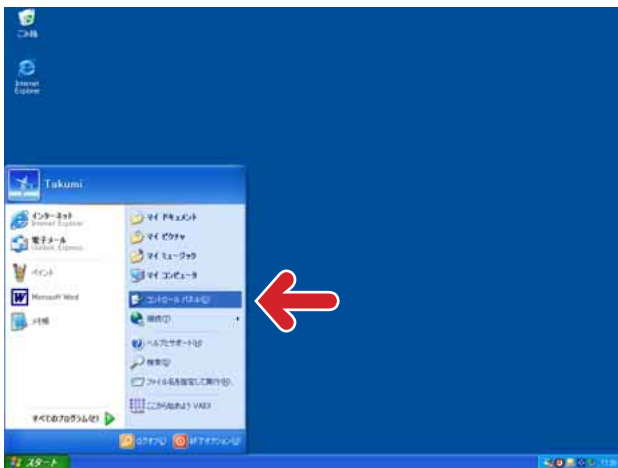 ごみ箱
Internet
Explorer
Takumi
インターネット
Internet Explorer
電子メール
Outlook Express
ペイント
Microsoft Word
メモ帳
すべてのプログラム(P)
マイ ドキュメント
マイ ピクチャ
マイ ミュージック
マイ コンピュータ
コントロール パネル(C)
接続(T)
ヘルプとサポート(H)
検索(S)
ファイル名を指定して実行(R)...
ここから始めよう VAIO!
ログオフ(L)
終了オプション(U)
スタート